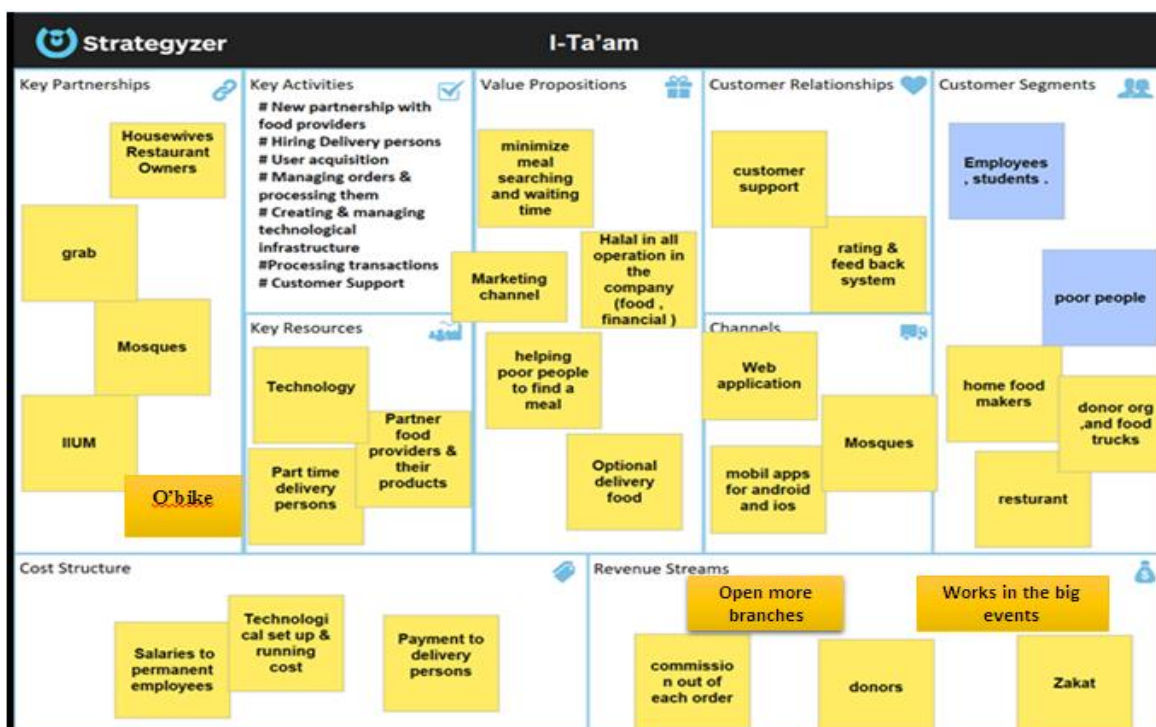 Strategyzer
I-Ta'am
Key Partnerships
Housewives
Restaurant
Owners
grab
Mosques
IIUM
O'bike
Key Activities
# New partnership with
food providers
# Hiring Delivery persons
# User acquisition
# Managing orders &
processing them
# Creating & managing
technological
infrastructure
#Processing transactions
# Customer Support
Key Resources
Technology
Partner
food
providers &
their
products
Part time
delivery
persons
Value Propositions
minimize
meal
searching
and waiting
time
Halal in all
operation in
the
company
(food ,
financial )
Marketing
channel
helping
poor people
to find a
meal
Optional
delivery
food
Customer Relationships
customer
support
rating &
feed back
system
Channels
Web
application
Mosques
mobil apps
for android
and ios
Customer Segments
Employees
, students .
poor people
home food
makers
donor org
,and food
trucks
resturant
Cost Structure
Salaries to
permanent
employees
Technologi
cal set up &
running
cost
Payment to
delivery
persons
Revenue Streams
Open more
branches
Works in the big
events
commissio
n out of
each order
donors
Zakat